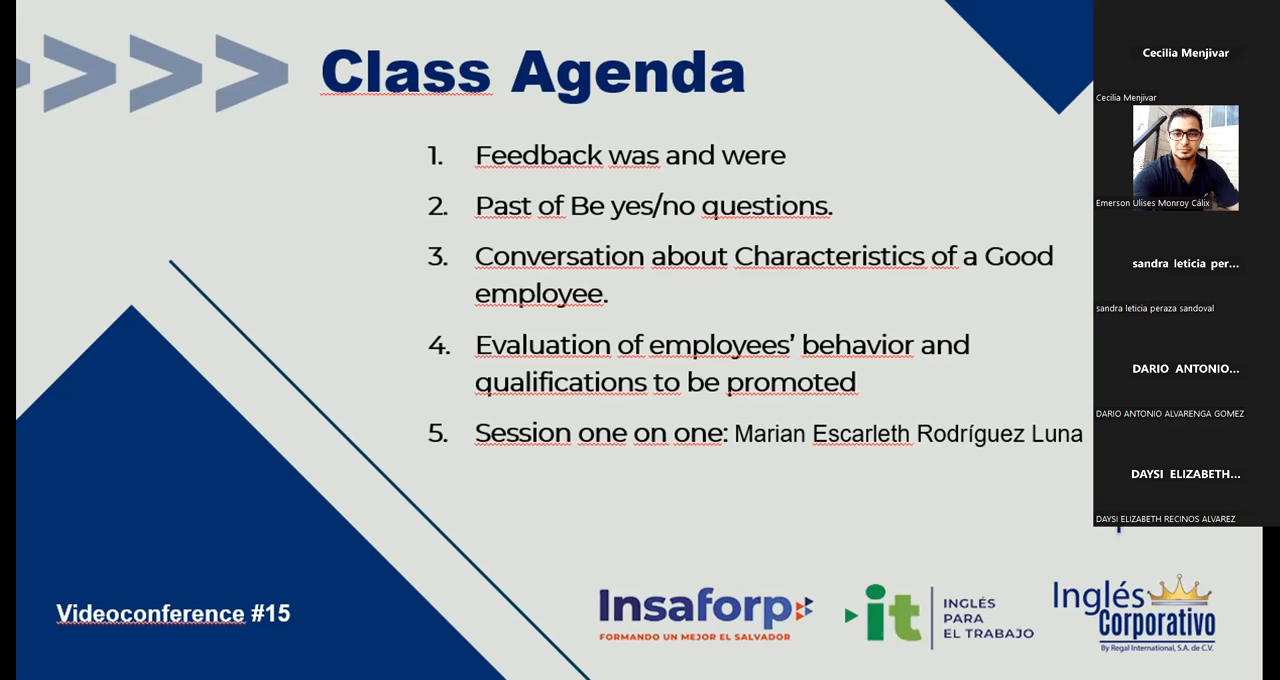 Class Agenda
1. Feedback was and were
2. Past of Be yes/no questions.
3. Conversation about Characteristics of a Good
employee.
4. Evaluation of employees’ behavior and
qualifications to be promoted
5. Session one on one: Marian Escarleth Rodríguez Luna
Videoconference #15
Insaforp
FORMANDO UN MEJOR EL SALVADOR
it
INGLÉS
PARA
EL TRABAJO
Inglés
Corporativo
By Regal International, S.A. de C.V.
Cecilia Menjivar
Cecilia Menjivar
Emerson Ulises Monroy Cálix
sandra leticia per...
sandra leticia peraza sandoval
DARIO ANTONIO...
DARIO ANTONIO ALVARENGA GOMEZ
DAYSI ELIZABETH...
DAYSI ELIZABETH RECINOS ALVAREZ